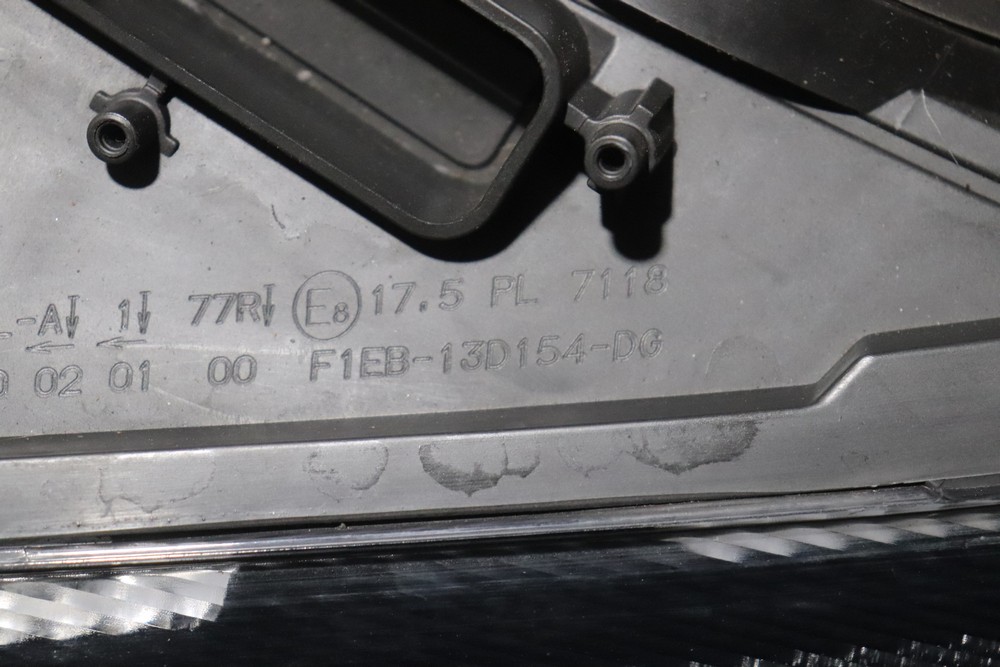 -A 1 77R E8 17.5 PL 7118
02 01 00 F1EB-13D154-DG